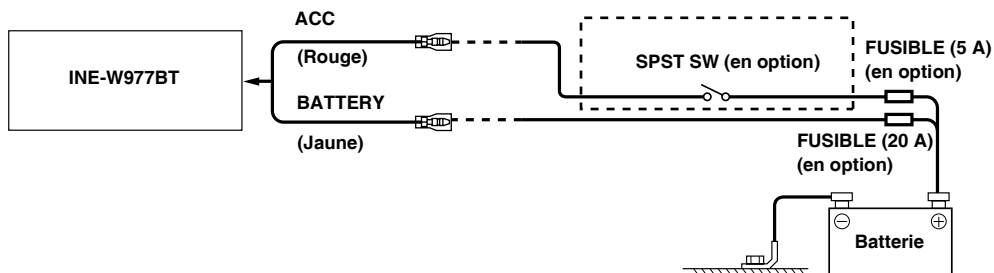 ACC
(Rouge)
INE-W977BT
BATTERY
(Jaune)
SPST SW (en option)
FUSIBLE (5 A)
(en option)
FUSIBLE (20 A)
(en option)
Batterie